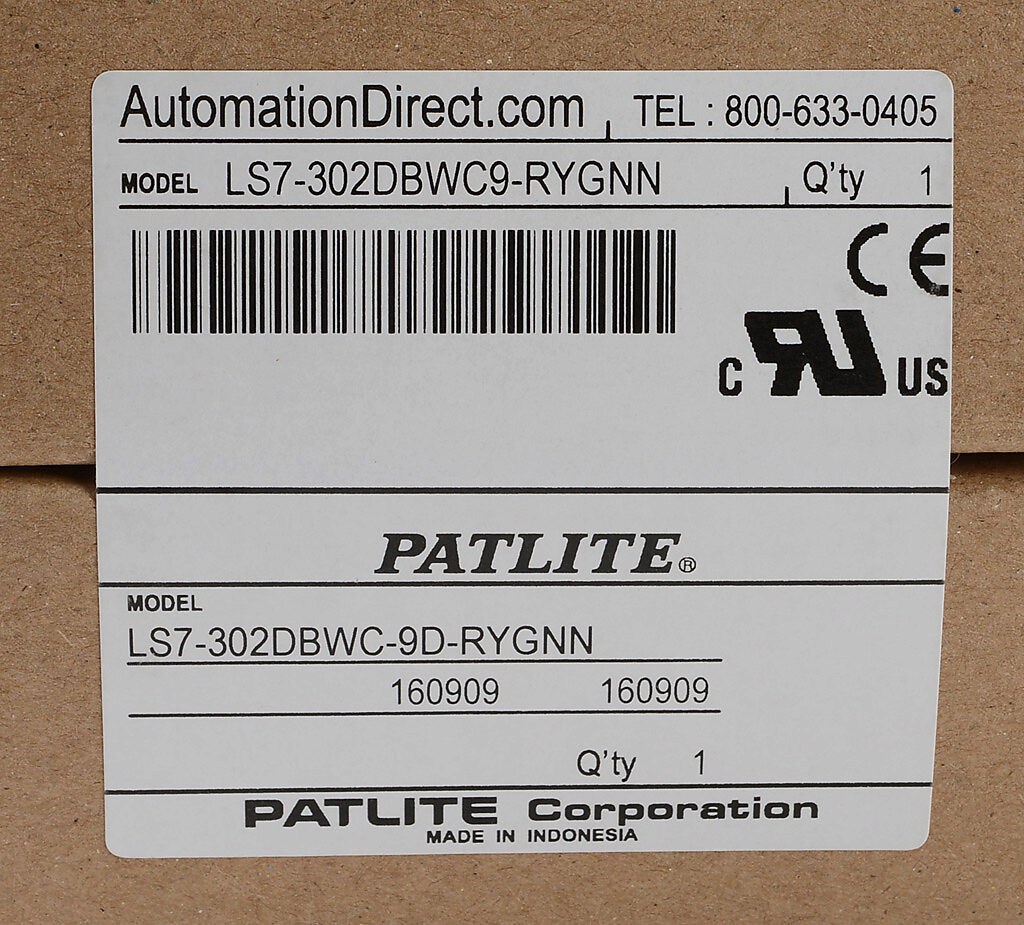 AutomationDirect.com TEL : 800-633-0405
MODEL LS7-302DBWC9-RYGNN Q'ty 1
CE
C RU US
PATLITE®
MODEL
LS7-302DBWC-9D-RYGNN
160909 160909
Q'ty 1
PATLITE Corporation
MADE IN INDONESIA